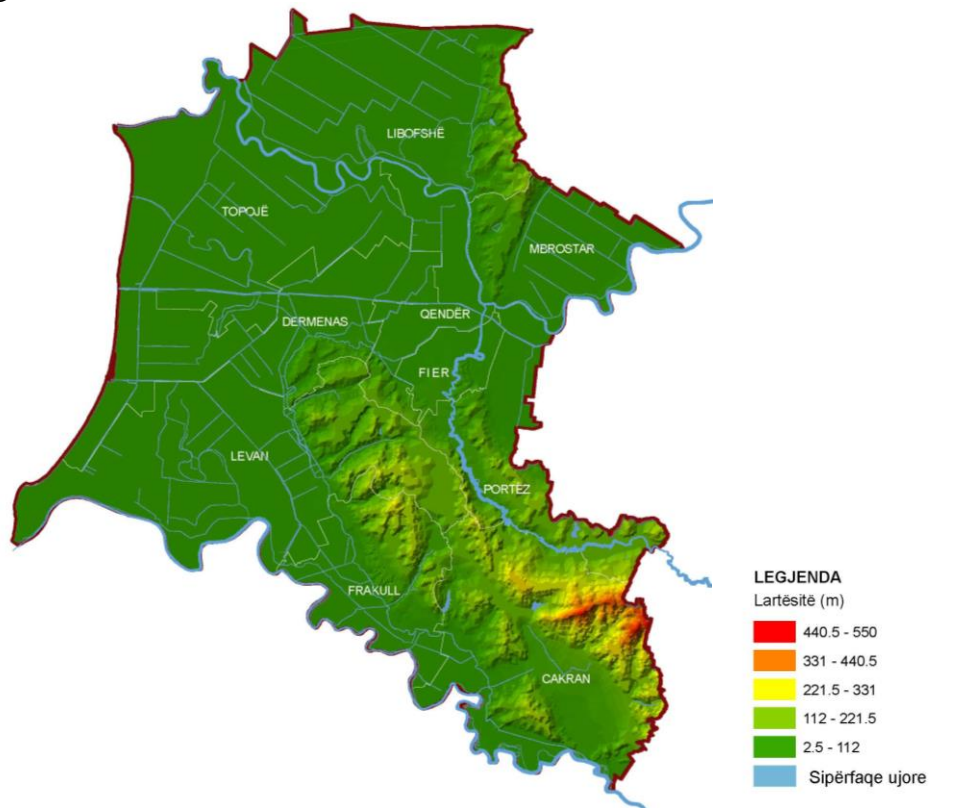 LIBOFSHË
TOPOJË
MBROSTAR
DERMENAS
QENDËR
FIER
LEVAN
PORTEZ
FRAKULL
CAKRAN
LEGJENDA
Lartësitë (m)
440.5 - 550
331 - 440.5
221.5 - 331
112 - 221.5
2.5 - 112
Sipërfaqe ujore